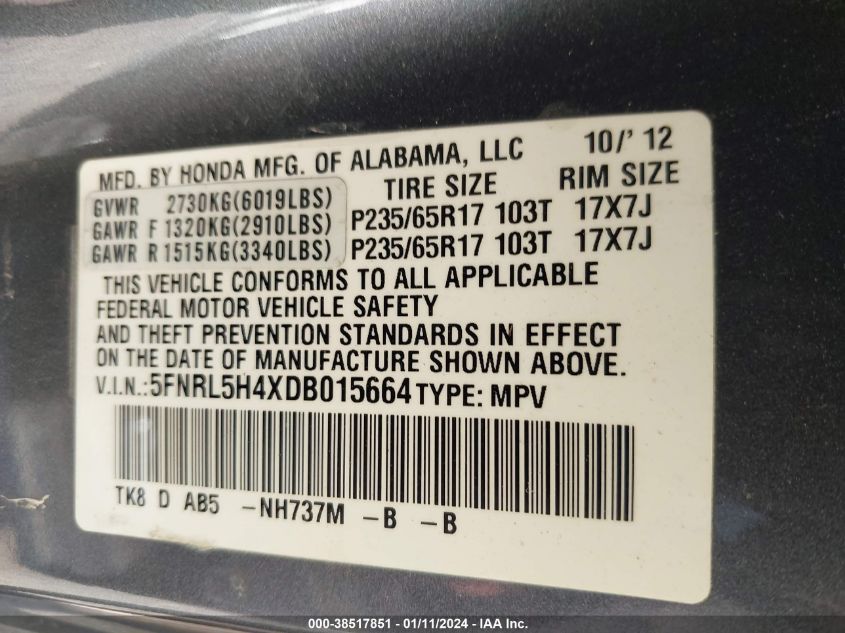 MFD. BY HONDA MFG. OF ALABAMA, LLC 10/'12
GVWR 2730KG(6019LBS) TIRE SIZE RIM SIZE
GAWR F 1320KG(2910LBS) P235/65R17 103T 17X7J
GAWR R 1515KG(3340LBS) P235/65R17 103T 17X7J
THIS VEHICLE CONFORMS TO ALL APPLICABLE
FEDERAL MOTOR VEHICLE SAFETY
AND THEFT PREVENTION STANDARDS IN EFFECT
ON THE DATE OF MANUFACTURE SHOWN ABOVE.
V.I.N.:5FNRL5H4XDB015664 TYPE: MPV
TK8 D AB5 -NH737M -B -B
000-38517851 - 01/11/2024 - IAA Inc.